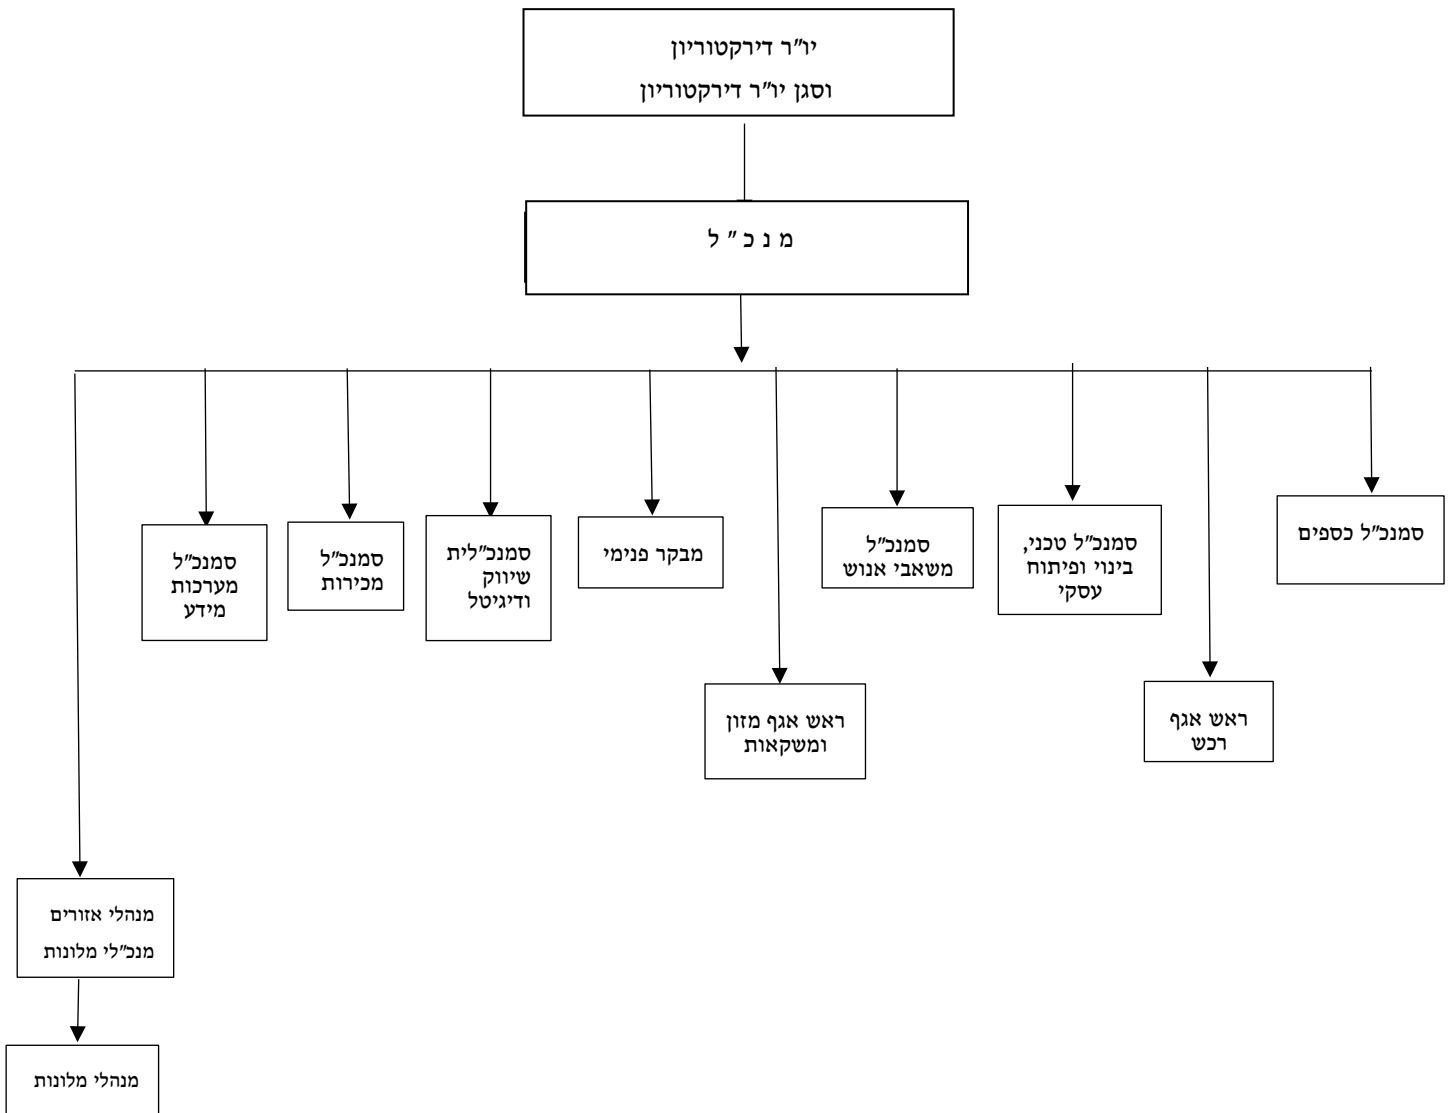 יו"ר דירקטוריון
וסגן יו"ר דירקטוריון
מ נ כ " ל
סמנכ"ל כספים
סמנכ"ל טכני,
בינוי ופיתוח
עסקי
סמנכ"ל
משאבי אנוש
מבקר פנימי
סמנכ"לית
שיווק
ודיגיטל
סמנכ"ל
מכירות
סמנכ"ל
מערכות
מידע
ראש אגף
רכש
ראש אגף מזון
ומשקאות
מנהלי אזורים
מנכ"לי מלונות
מנהלי מלונות